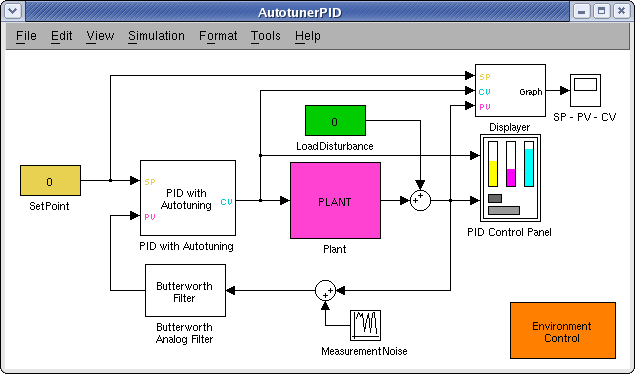 AutotunerPID
File Edit View Simulation Format Tools Help
SP
CV
PV
Graph
Displayer
SP - PV - CV
0
LoadDisturbance
0
SetPoint
SP
PV
PID with
Autotuning
CV
PID with Autotuning
PLANT
Plant
+
+
PID Control Panel
Butterworth
Filter
Butterworth
Analog Filter
+
+
MeasurementNoise
Environment
Control